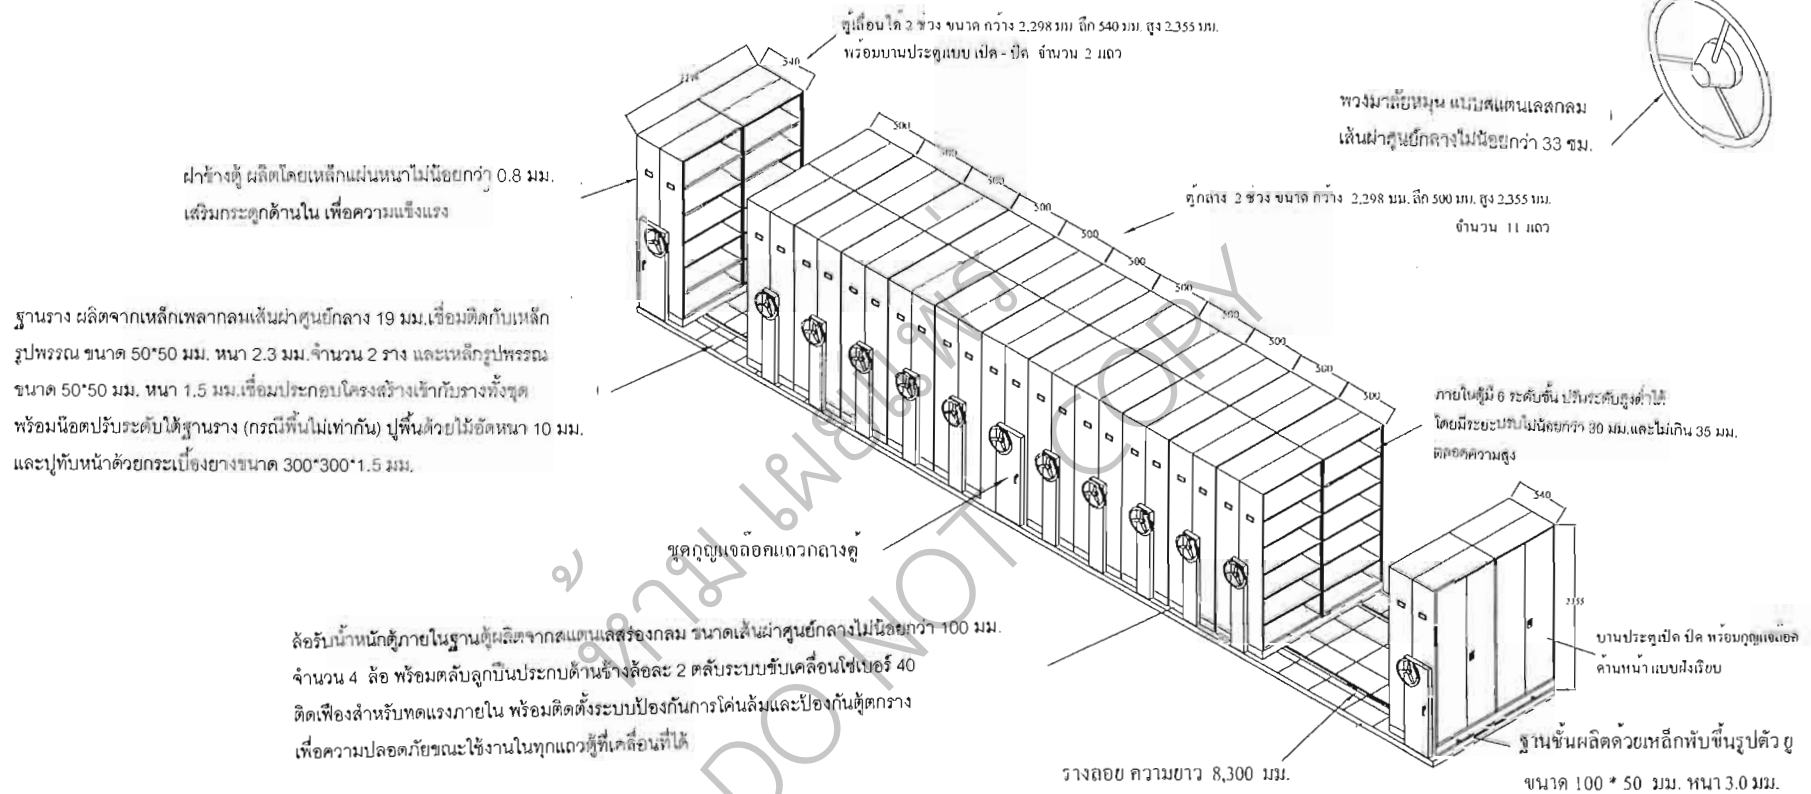 ตู้เลื่อนได้ 2 ช่วง ขนาด กว้าง 2,298 มม ลึก 540 มม. สูง 2,355 มม.
พร้อมบานประตูแบบ เปิด - ปิด จำนวน 2 แถว
540
พวงมาลัยหมุน แบบสแตนเลสกลม
เส้นผ่าศูนย์กลางไม่น้อยกว่า 33 ซม.
ฝาข้างตู้ ผลิตโดยเหล็กแผ่นหนาไม่น้อยกว่า 0.8 มม.
เสริมกระดูกด้านใน เพื่อความแข็งแรง
500
500
500
500
500
500
500
500
500
500
500
ตู้กลาง 2 ช่วง ขนาด กว้าง 2,298 มม. ลึก 500 มม. สูง 2,355 มม.
จำนวน 11 แถว
ฐานราง ผลิตจากเหล็กเพลากลมเส้นผ่าศูนย์กลาง 19 มม.เชื่อมติดกับเหล็ก
รูปพรรณ ขนาด 50*50 มม. หนา 2.3 มม.จำนวน 2 ราง และเหล็กรูปพรรณ
ขนาด 50*50 มม. หนา 1.5 มม.เชื่อมประกอบโครงสร้างเข้ากับรางทั้งชุด
พร้อมน๊อตปรับระดับใต้ฐานราง (กรณีพื้นไม่เท่ากัน) ปูพื้นด้วยไม้อัดหนา 10 มม.
และปูทับหน้าด้วยกระเบื้องยางขนาด 300*300*1.5 มม.
ภายในตู้มี 6 ระดับชั้น ปรับระดับสูงต่ำได้
โดยมีระยะปรับไม่น้อยกว่า 30 มม.และไม่เกิน 35 มม.
ตลอดความสูง
ชุดกุญแจล๊อคแถวกลางตู้
540
2355
ล้อรับน้ำหนักตู้ภายในฐานตู้ผลิตจากสแตนเลสร่องกลม ขนาดเส้นผ่าศูนย์กลางไม่น้อยกว่า 100 มม.
จำนวน 4 ล้อ พร้อมตลับลูกปืนประกบด้านข้างล้อละ 2 ตลับระบบขับเคลื่อนโซ่เบอร์ 40
ติดเฟืองสำหรับทดแรงภายใน พร้อมติดตั้งระบบป้องกันการโค่นล้มและป้องกันตู้ตกราง
เพื่อความปลอดภัยขณะใช้งานในทุกแถวตู้ที่เคลื่อนที่ได้
บานประตูเปิด ปิด พร้อมกุญแจล๊อค
ด้านหน้า แบบฝังเรียบ
รางลอย ความยาว 8,300 มม.
ฐานชั้นผลิตด้วยเหล็กพับขึ้นรูปตัว ยู
ขนาด 100 * 50 มม. หนา 3.0 มม.
ห้าม เผยแพร่
DO NOT COPY